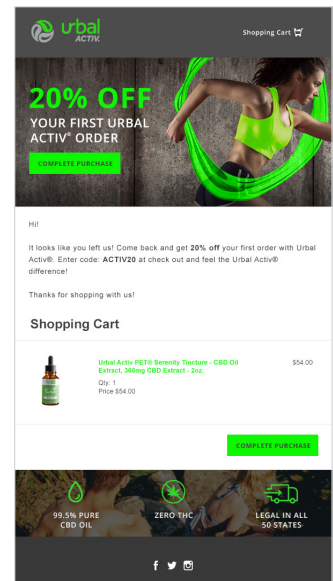 urbal
ACTIV.
Shopping Cart
20% OFF
YOUR FIRST URBAL
ACTIV® ORDER
COMPLETE PURCHASE
Hi!
It looks like you left us! Come back and get 20% off your first order with Urbal
Activ®. Enter code: ACTIV20 at check out and feel the Urbal Activ®
difference!
Thanks for shopping with us!
Shopping Cart
Urbal Activ PET® Serenity Tincture - CBD Oil $54.00
Extract, 300mg CBD Extract - 2oz.
Qty: 1
Price $54.00
COMPLETE PURCHASE
99.5% PURE
CBD OIL
ZERO THC
LEGAL IN ALL
50 STATES